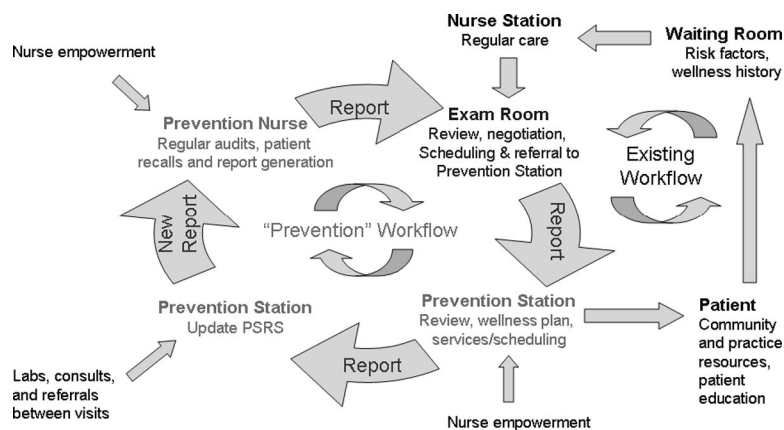 Nurse Station
Regular care
Waiting Room
Risk factors,
wellness history
Nurse empowerment
Report
Prevention Nurse
Regular audits, patient
recalls and report generation
Exam Room
Review, negotiation,
Scheduling & referral to
Prevention Station
Existing
Workflow
New
Report
"Prevention" Workflow
Report
Prevention Station
Update PSRS
Prevention Station
Review, wellness plan,
services/scheduling
Patient
Community
and practice
resources,
patient
education
Report
Labs, consults,
and referrals
between visits
Nurse empowerment